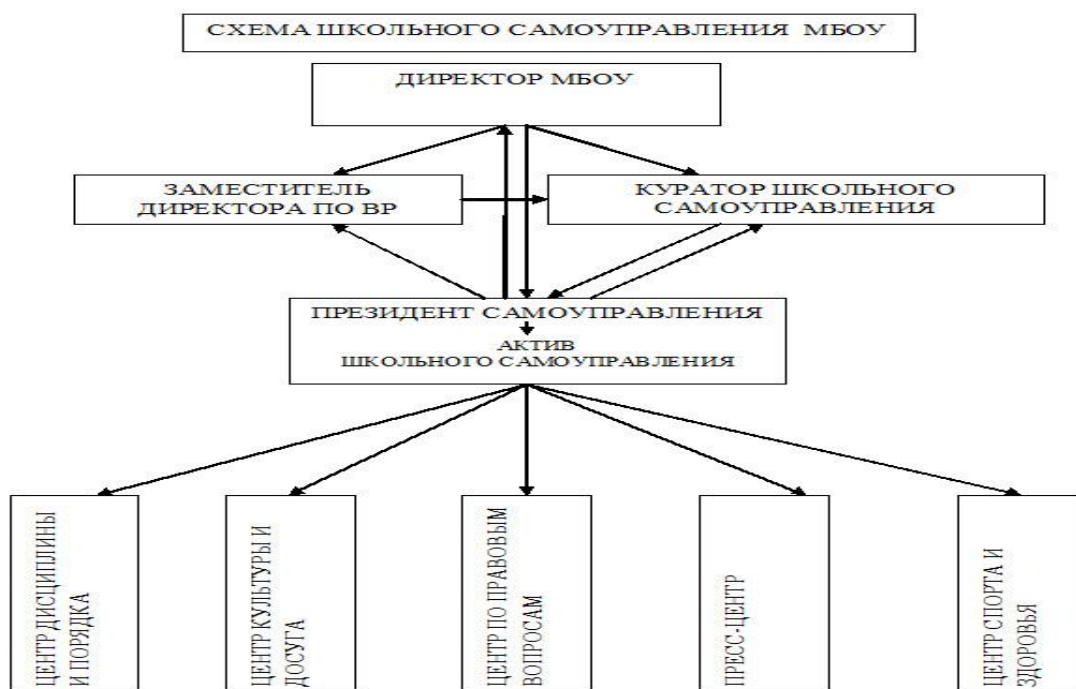 СХЕМА ШКОЛЬНОГО САМОУПРАВЛЕНИЯ МБОУ
ДИРЕКТОР МБОУ
ЗАМЕСТИТЕЛЬ
ДИРЕКТОРА ПО ВР
КУРАТОР ШКОЛЬНОГО
САМОУПРАВЛЕНИЯ
ПРЕЗИДЕНТ САМОУПРАВЛЕНИЯ
АКТИВ
ШКОЛЬНОГО САМОУПРАВЛЕНИЯ
ЦЕНТР ДИСЦИПЛИНЫ
И ПОРЯДКА
ЦЕНТР КУЛЬТУРЫ И
ДОСУГА
ЦЕНТР ПО ПРАВОВЫМ
ВОПРОСАМ
ПРЕСС-ЦЕНТР
ЦЕНТР СПОРТА И
ЗДОРОВЬЯ